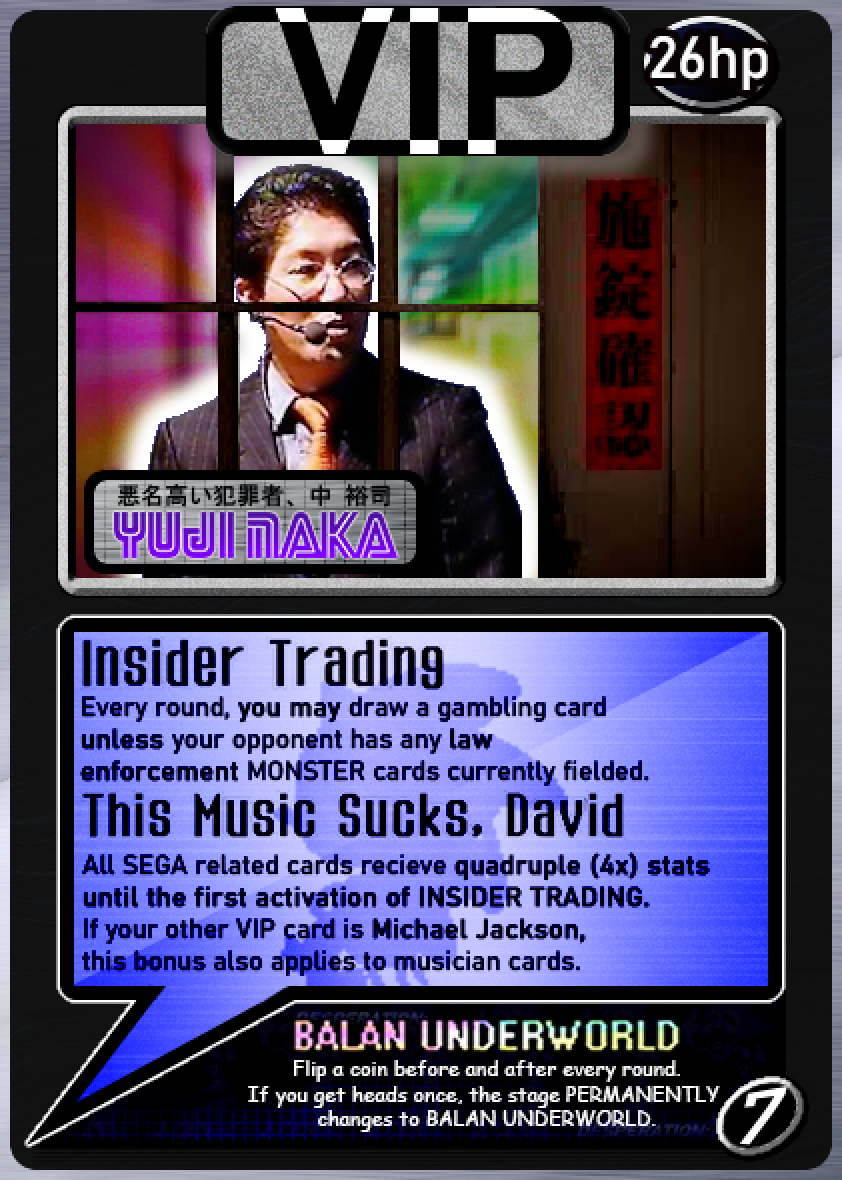 VIP
26hp
施錠確認
悪名高い犯罪者、中 裕司
YUJI NAKA
Insider Trading
Every round, you may draw a gambling card
unless your opponent has any law
enforcement MONSTER cards currently fielded.
This Music Sucks, David
All SEGA related cards recieve quadruple (4x) stats
until the first activation of INSIDER TRADING.
If your other VIP card is Michael Jackson,
this bonus also applies to musician cards.
DESPERATION:
BALAN UNDERWORLD
Flip a coin before and after every round.
If you get heads once, the stage PERMANENTLY
changes to BALAN UNDERWORLD.
DESPERATION:
7